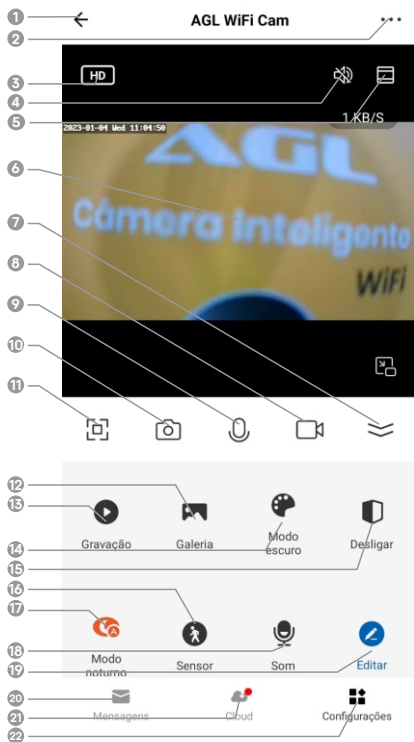 1
AGL WiFi Cam
2
3
HD
4
5
1 KB/S
2023-01-04 Wed 11:04:50
AGL
6
Câmera Inteligente
7
WiFi
8
9
10
11
12
13
Gravação
Galeria
Modo
escuro
Desligar
14
15
16
17
A
18
Modo
noturno
Sensor
Som
Editar
19
20
21
Mensagens
Cloud
Configurações
22